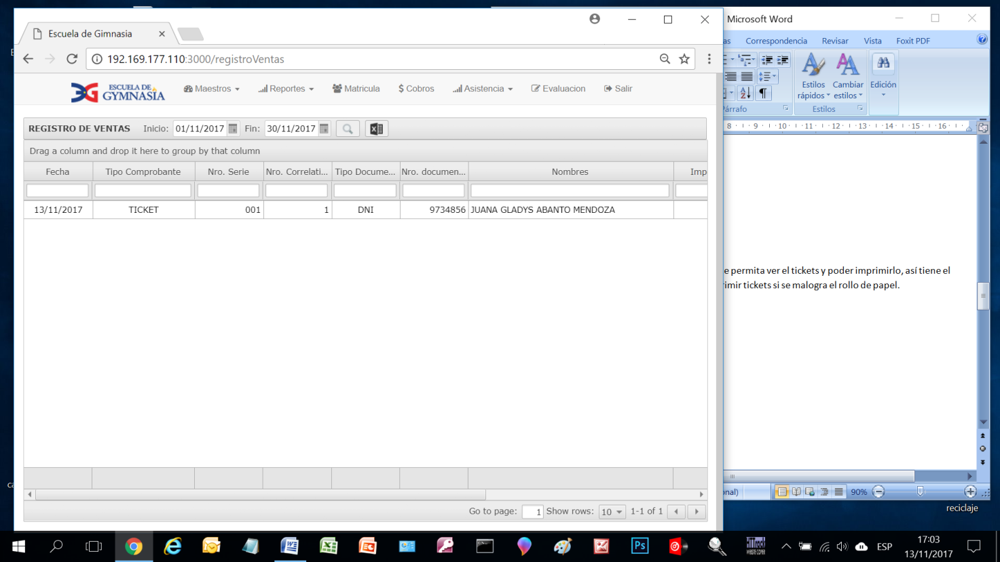 Escuela de Gimnasia
192.169.177.110:3000/registroVentas
ESCUELA DE
GYMNASIA
Maestros
Reportes
Matricula
$ Cobros
Asistencia
Evaluacion
Salir
REGISTRO DE VENTAS Inicio: 01/11/2017 Fin: 30/11/2017
Drag a column and drop it here to group by that column
Fecha Tipo Comprobante Nro. Serie Nro. Correlati... Tipo Docume... Nro. documen... Nombres Imp
13/11/2017 TICKET 001 1 DNI 9734856 JUANA GLADYS ABANTO MENDOZA
Go to page: 1 Show rows: 10 1-1 of 1
Microsoft Word
as Correspondencia Revisar Vista Foxit PDF
Estilos rápidos
Cambiar estilos
Edición
Párrafo
Estilos
8 9 10 11 12 13 14 15 16
e permita ver el tickets y poder imprimirlo, así tiene el
rimir tickets si se malogra el rollo de papel.
onal)
90%
reciclaje
Ps
ESP
17:03
13/11/2017